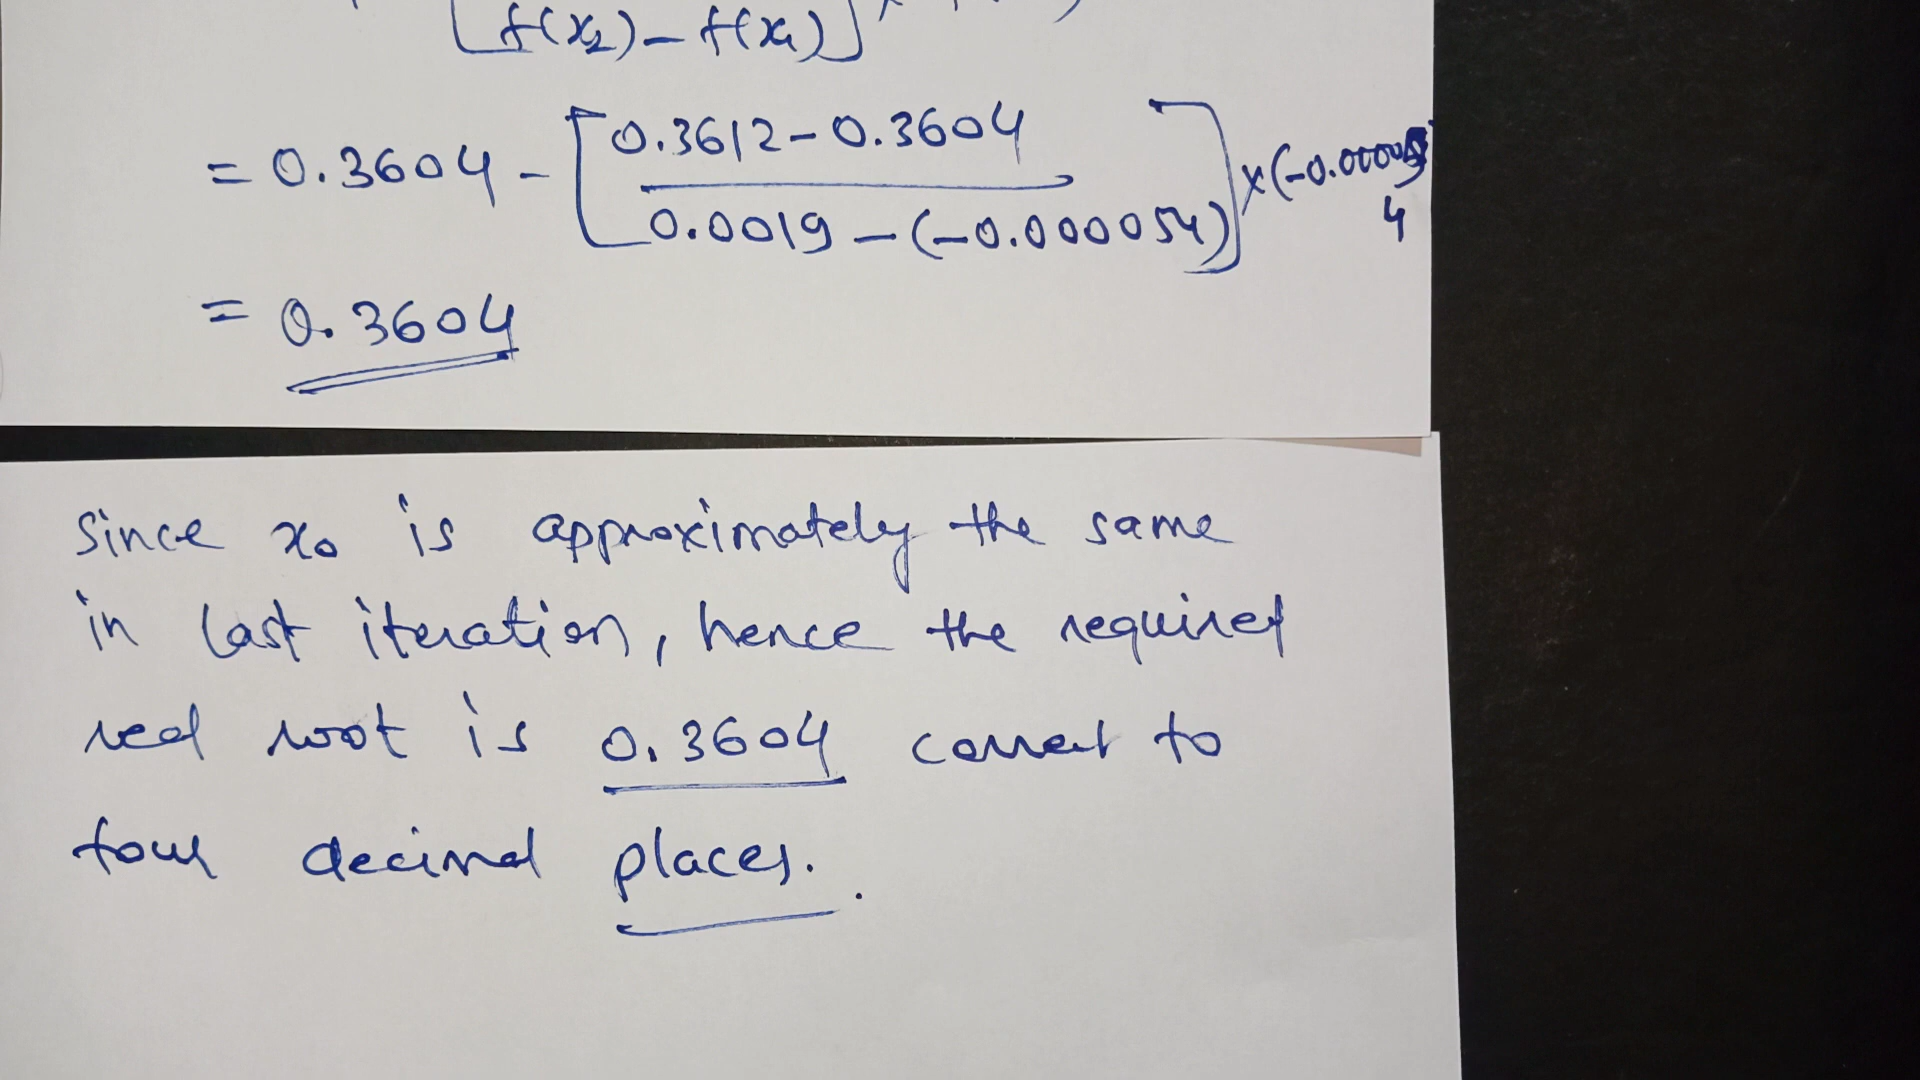 [f(x₂) - f(x₁)]
= 0.3604 - [0.3612 - 0.3604
0.0019 - (-0.000054)] × (-0.00005
4
= 0.3604
Since x₀ is approximately the same
in last iteration, hence the required
real root is 0.3604 correct to
four decimal places.